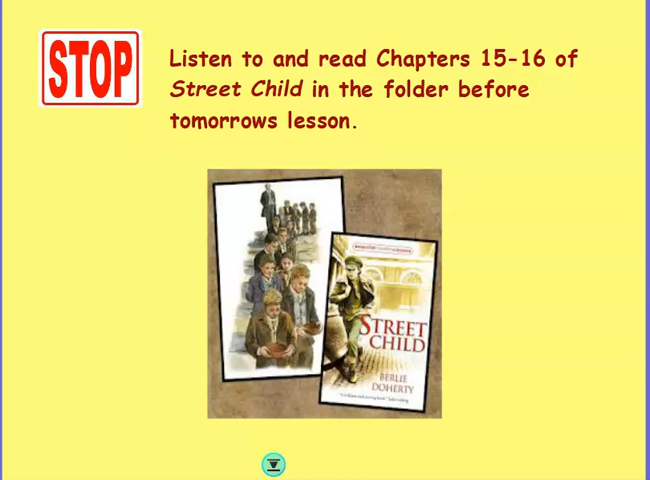 STOP
Listen to and read Chapters 15-16 of
Street Child in the folder before
tomorrows lesson.
STREET
CHILD
BERLIE
DOHERTY